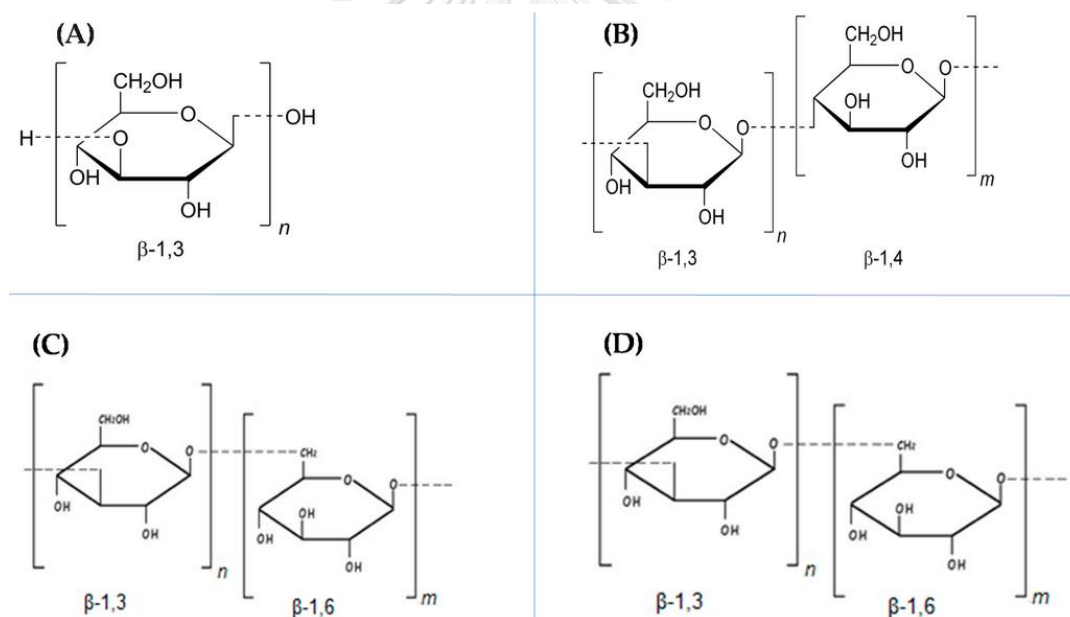 (A)
CH2OH
O
OH
H
O
OH
OH
n
β-1,3
(B)
CH2OH
O
O
OH
OH
n
β-1,3
CH2OH
O
O
OH
OH
m
β-1,4
(C)
CH2OH
O
O
OH
OH
n
β-1,3
CH2
O
O
OH
OH
OH
m
β-1,6
(D)
CH2OH
O
O
OH
OH
n
β-1,3
CH2
O
O
OH
OH
OH
m
β-1,6